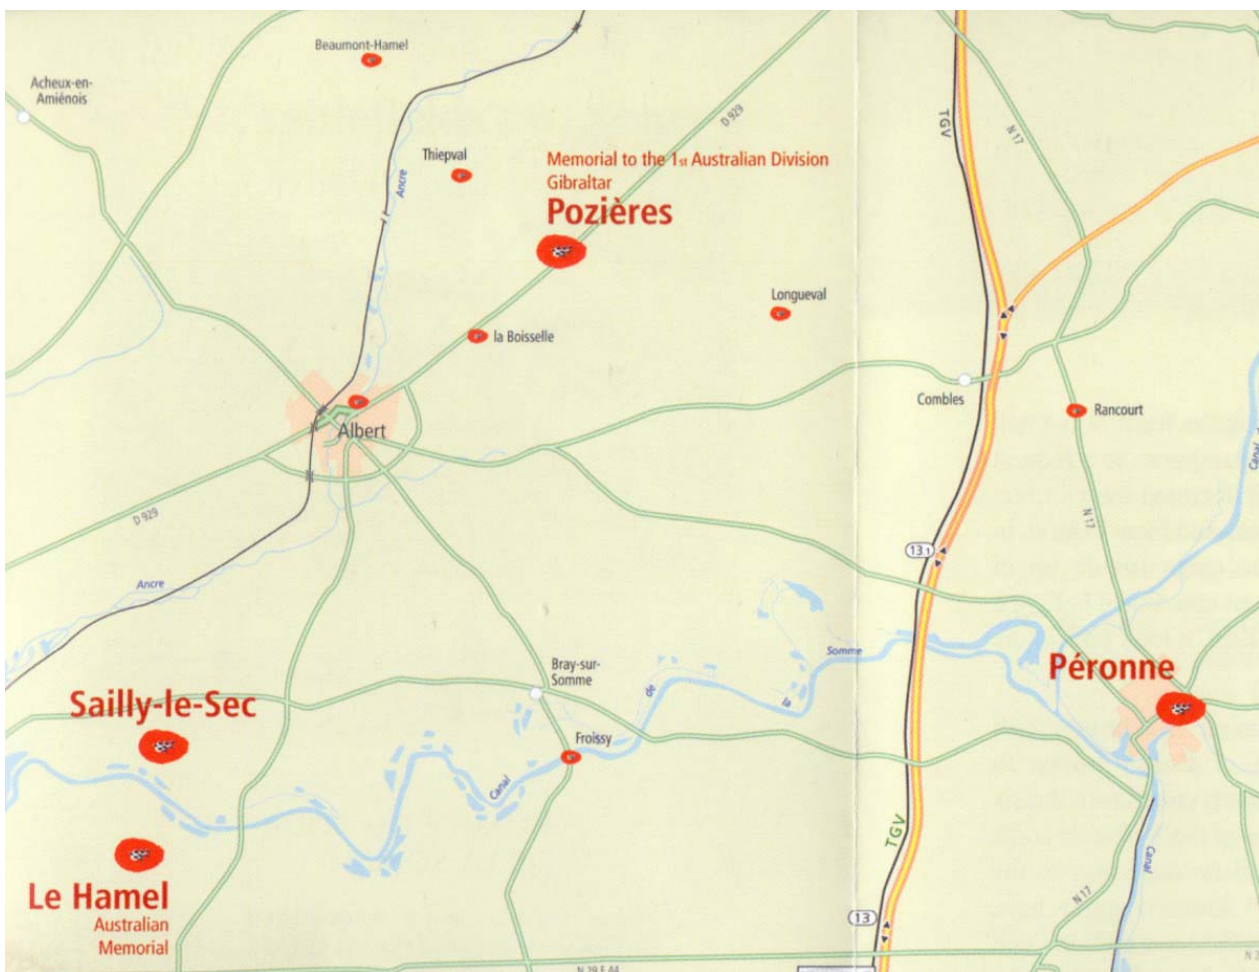 Beaumont-Hamel
Acheux-en-
Amiénois
D 929
TGV
N 17
Thiepval
Ancre
Memorial to the 1st Australian Division
Gibraltar
Pozières
Longueval
la Boisselle
Combles
Rancourt
Albert
Canal
D 929
N 17
13.1
Ancre
Somme
Péronne
Bray-sur-
Somme
de
la
Sailly-le-Sec
Froissy
Canal
TGV
Canal
Le Hamel
Australian
Memorial
N 17
13
N 29 E 44